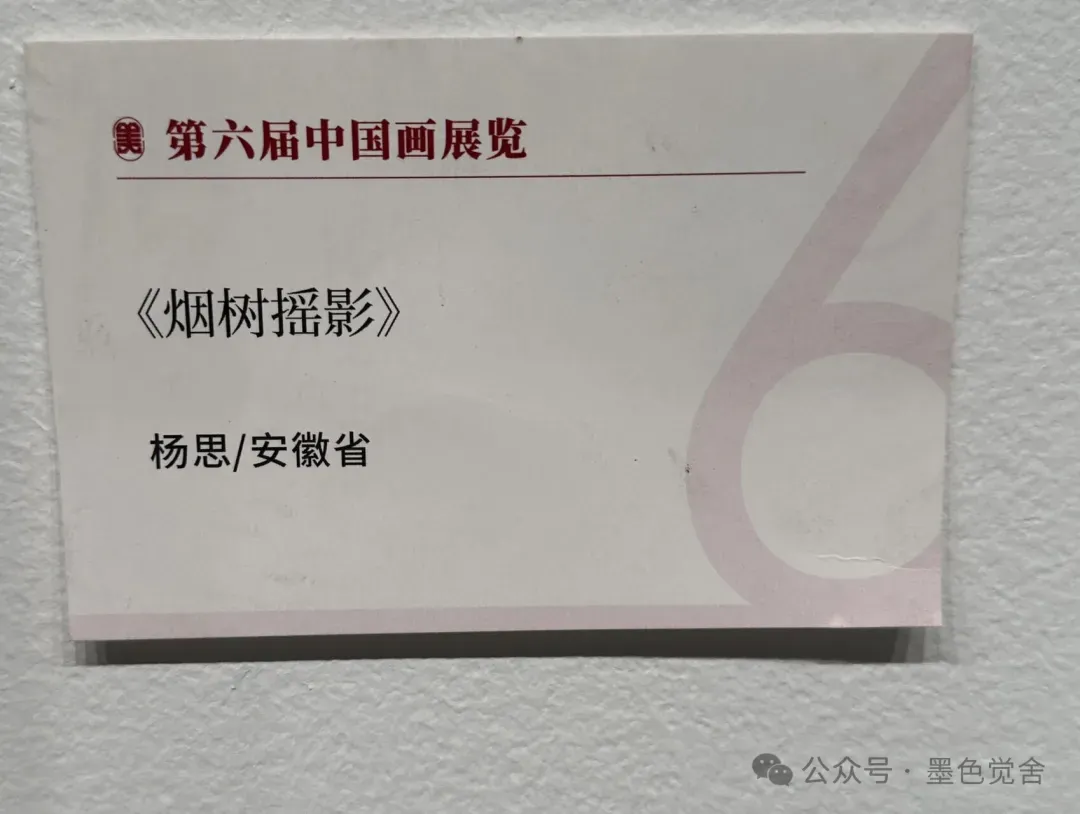 美 第六届中国画展览
《烟树摇影》
杨思/安徽省
6
公众号·墨色觉舍